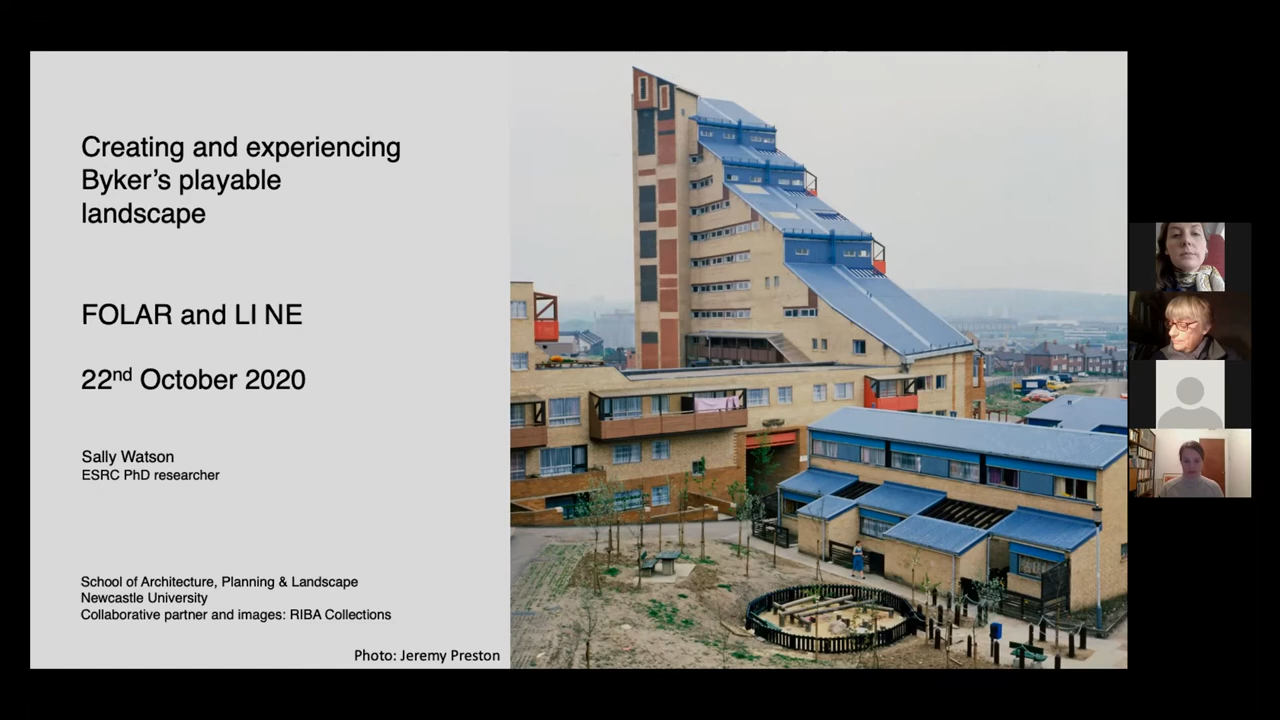 Creating and experiencing
Byker's playable
landscape
FOLAR and LI NE
22nd October 2020
Sally Watson
ESRC PhD researcher
School of Architecture, Planning & Landscape
Newcastle University
Collaborative partner and images: RIBA Collections
Photo: Jeremy Preston